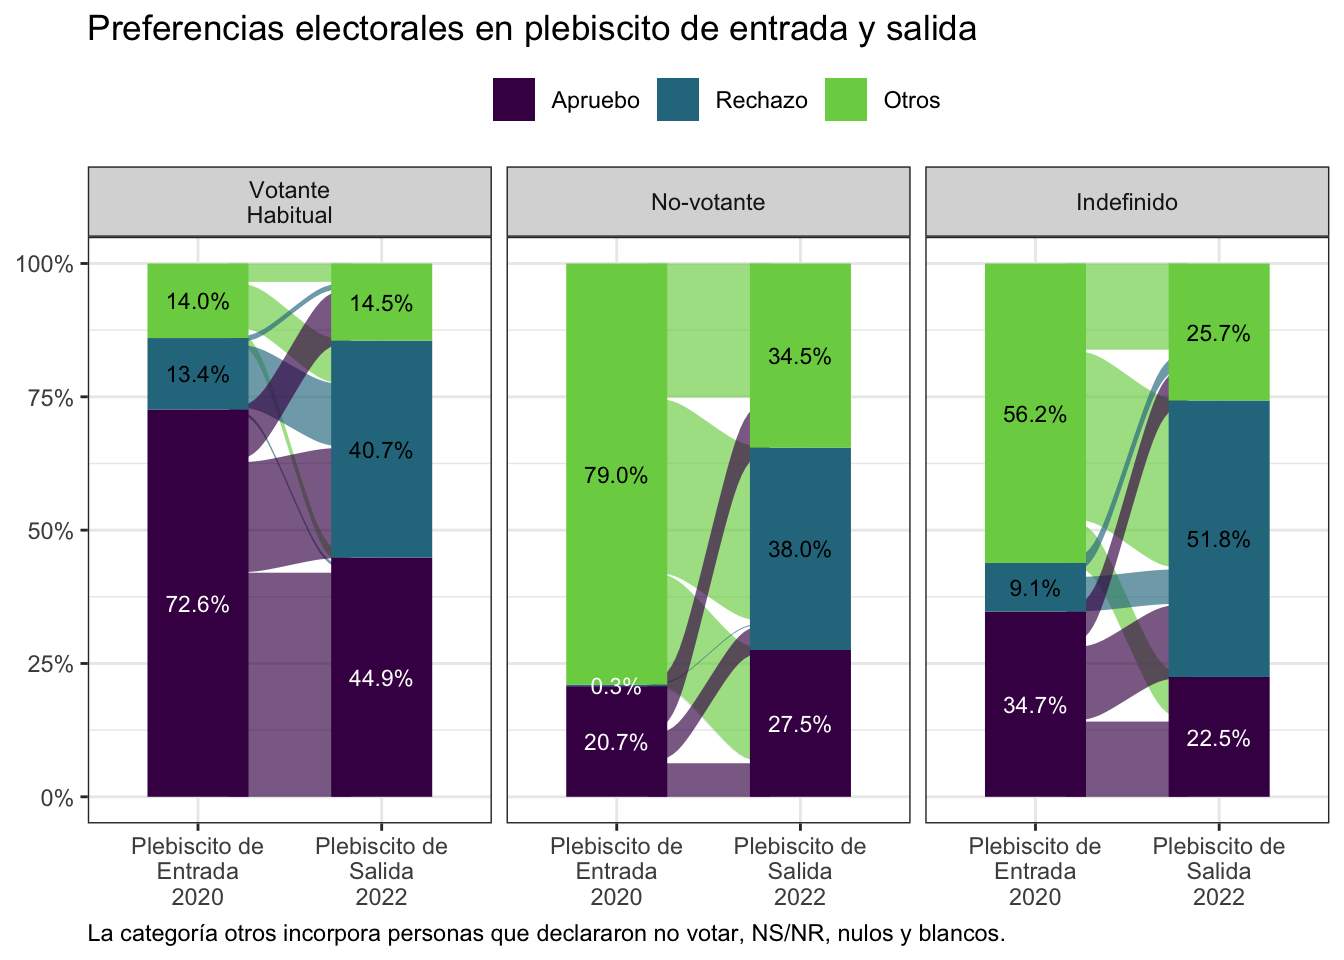 Preferencias electorales en plebiscito de entrada y salida
Apruebo Rechazo Otros
Votante
Habitual
No-votante
Indefinido
100%
75%
50%
25%
0%
14.0%
13.4%
72.6%
14.5%
40.7%
44.9%
79.0%
0.3%
20.7%
34.5%
38.0%
27.5%
56.2%
9.1%
34.7%
25.7%
51.8%
22.5%
Plebiscito de
Entrada
2020
Plebiscito de
Salida
2022
Plebiscito de
Entrada
2020
Plebiscito de
Salida
2022
Plebiscito de
Entrada
2020
Plebiscito de
Salida
2022
La categoría otros incorpora personas que declararon no votar, NS/NR, nulos y blancos.